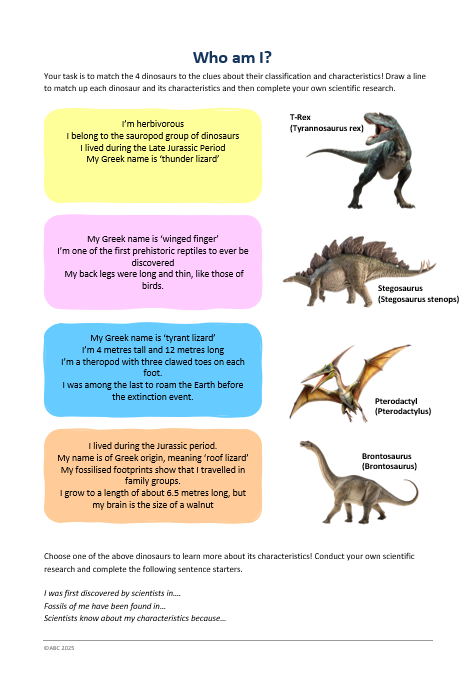 Who am I?
Your task is to match the 4 dinosaurs to the clues about their classification and characteristics! Draw a line
to match up each dinosaur and its characteristics and then complete your own scientific research.
I'm herbivorous
I belong to the sauropod group of dinosaurs
I lived during the Late Jurassic Period
My Greek name is 'thunder lizard'
T-Rex
(Tyrannosaurus rex)
My Greek name is 'winged finger'
I'm one of the first prehistoric reptiles to ever be
discovered
My back legs were long and thin, like those of
birds.
Stegosaurus
(Stegosaurus stenops)
My Greek name is 'tyrant lizard'
I'm 4 metres tall and 12 metres long
I'm a theropod with three clawed toes on each
foot.
I was among the last to roam the Earth before
the extinction event.
Pterodactyl
(Pterodactylus)
I lived during the Jurassic period.
My name is of Greek origin, meaning 'roof lizard'
My fossilised footprints show that I travelled in
family groups.
I grow to a length of about 6.5 metres long, but
my brain is the size of a walnut
Brontosaurus
(Brontosaurus)
Choose one of the above dinosaurs to learn more about its characteristics! Conduct your own scientific
research and complete the following sentence starters.
I was first discovered by scientists in....
Fossils of me have been found in...
Scientists know about my characteristics because...
©ABC 2025